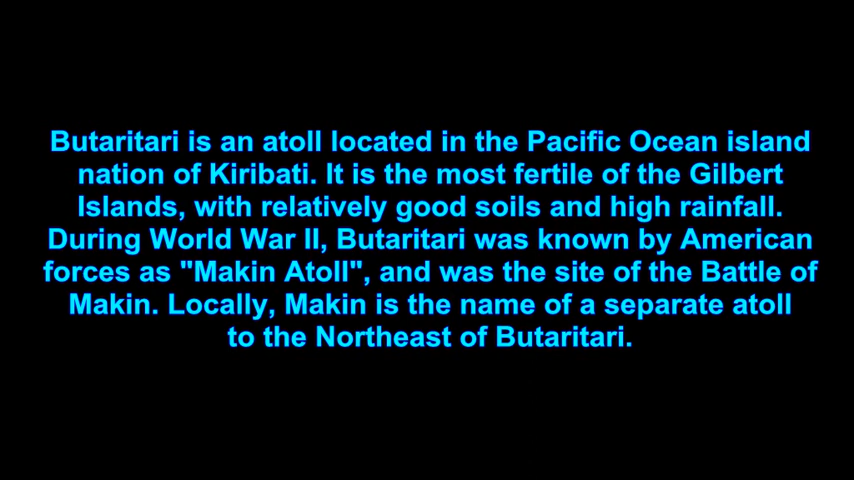 Butaritari is an atoll located in the Pacific Ocean island
nation of Kiribati. It is the most fertile of the Gilbert
Islands, with relatively good soils and high rainfall.
During World War II, Butaritari was known by American
forces as "Makin Atoll", and was the site of the Battle of
Makin. Locally, Makin is the name of a separate atoll
to the Northeast of Butaritari.